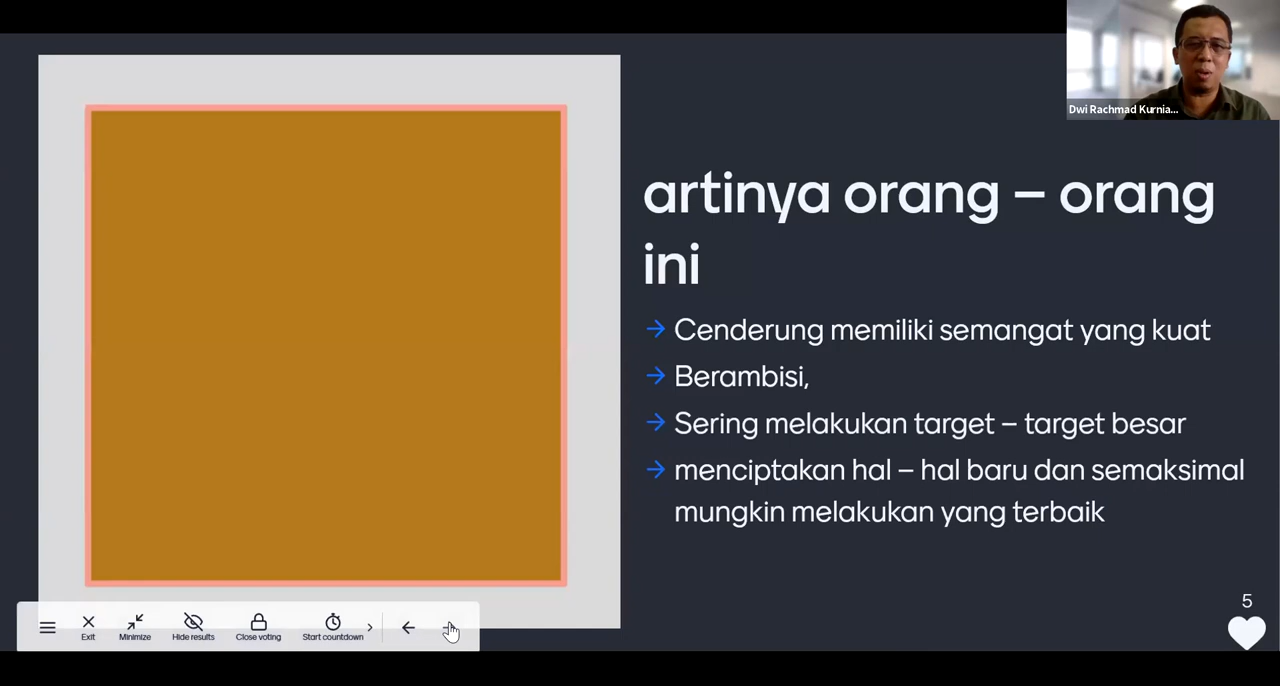 Dwi Rachmad Kurnia...
artinya orang – orang
ini
→ Cenderung memiliki semangat yang kuat
→ Berambisi,
→ Sering melakukan target – target besar
→ menciptakan hal – hal baru dan semaksimal
mungkin melakukan yang terbaik
5
Exit
Minimize
Hide results
Close voting
Start countdown